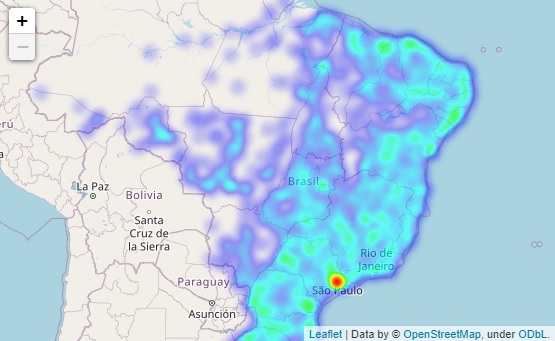 +
−
erú
a
La Paz
Bolivia
Santa
Cruz de
la Sierra
Brasil
Rio de
Janeiro
São Paulo
Paraguay
Asunción
Leaflet | Data by © OpenStreetMap, under ODbL.